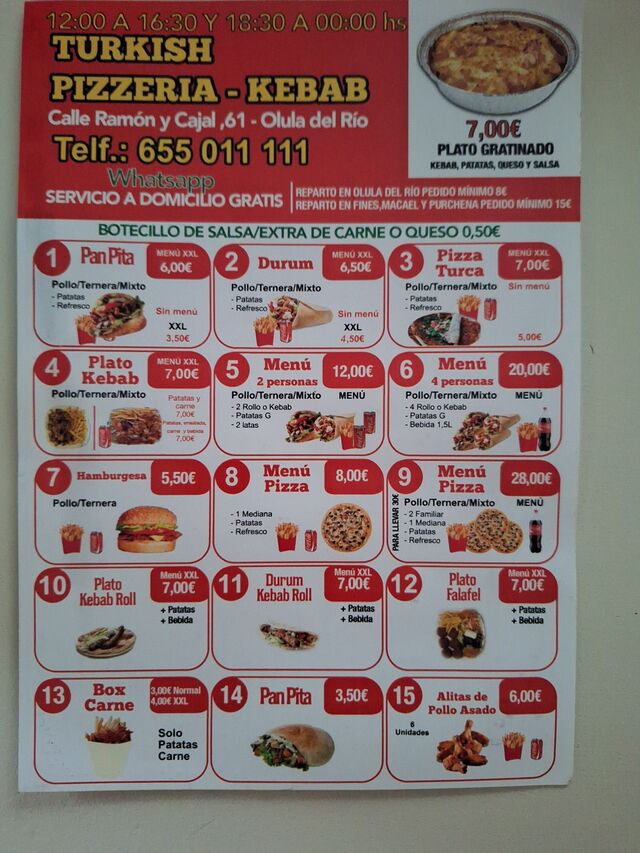 12:00 A 16:30 Y 18:30 A 00:00 hs
TURKISH
PIZZERIA - KEBAB
Calle Ramón y Cajal ,61 - Olula del Río
Telf.: 655 011 111
Whatsapp
SERVICIO A DOMICILIO GRATIS
REPARTO EN OLULA DEL RÍO PEDIDO MÍNIMO 8€
REPARTO EN FINES,MACAEL Y PURCHENA PEDIDO MÍNIMO 15€
7,00€
PLATO GRATINADO
KEBAB, PATATAS, QUESO Y SALSA
BOTECILLO DE SALSA/EXTRA DE CARNE O QUESO 0,50€
1
Pan Pita
MENÚ XXL
6,00€
Pollo/Ternera/Mixto
- Patatas
- Refresco
Sin menú
XXL
3,50€
2
Durum
MENÚ XXL
6,50€
Pollo/Ternera/Mixto
- Patatas
- Refresco
Sin menú
XXL
4,50€
3
Pizza
Turca
MENÚ XXL
7,00€
Pollo/Ternera/Mixto
Sin menú
- Patatas
- Refresco
5,00€
4
Plato
Kebab
MENÚ XXL
7,00€
Pollo/Ternera/Mixto
Patatas y
carne
7,00€
Patatas, ensalada,
carne y bebida
7,00€
5
Menú
2 personas
12,00€
Pollo/Ternera/Mixto
MENÚ
- 2 Rollo o Kebab
- Patatas G
- 2 latas
6
Menú
4 personas
20,00€
Pollo/Ternera/Mixto
MENÚ
- 4 Rollo o Kebab
- Patatas G
- Bebida 1,5L
7
Hamburgesa
5,50€
Pollo/Ternera
8
Menú
Pizza
8,00€
- 1 Mediana
- Patatas
- Refresco
9
Menú
Pizza
28,00€
PARA LLEVAR 30€
Pollo/Ternera/Mixto
MENÚ
- 2 Familiar
- 1 Mediana
- Patatas
- Refresco
10
Plato
Kebab Roll
Menú XXL
7,00€
+ Patatas
+ Bebida
11
Durum
Kebab Roll
Menú XXL
7,00€
+ Patatas
+ Bebida
12
Plato
Falafel
Menú XXL
7,00€
+ Patatas
+ Bebida
13
Box
Carne
3,00€ Normal
4,00€ XXL
Solo
Patatas
Carne
14
Pan Pita
3,50€
15
Alitas de
Pollo Asado
6,00€
6
Unidades